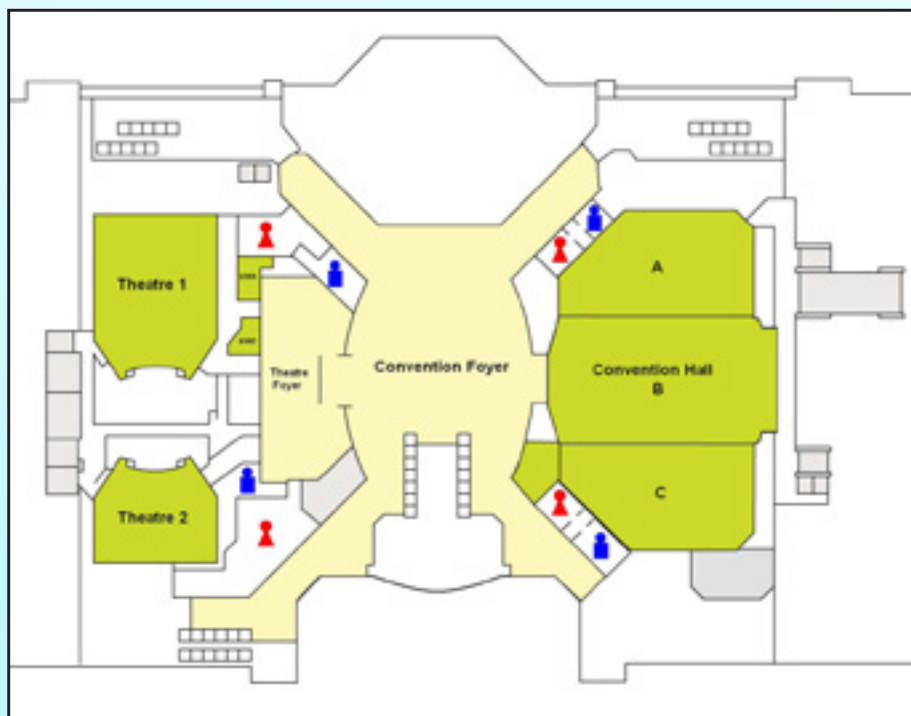 Theatre 1
A
Theatre
Foyer
Convention Foyer
Convention Hall
B
C
Theatre 2